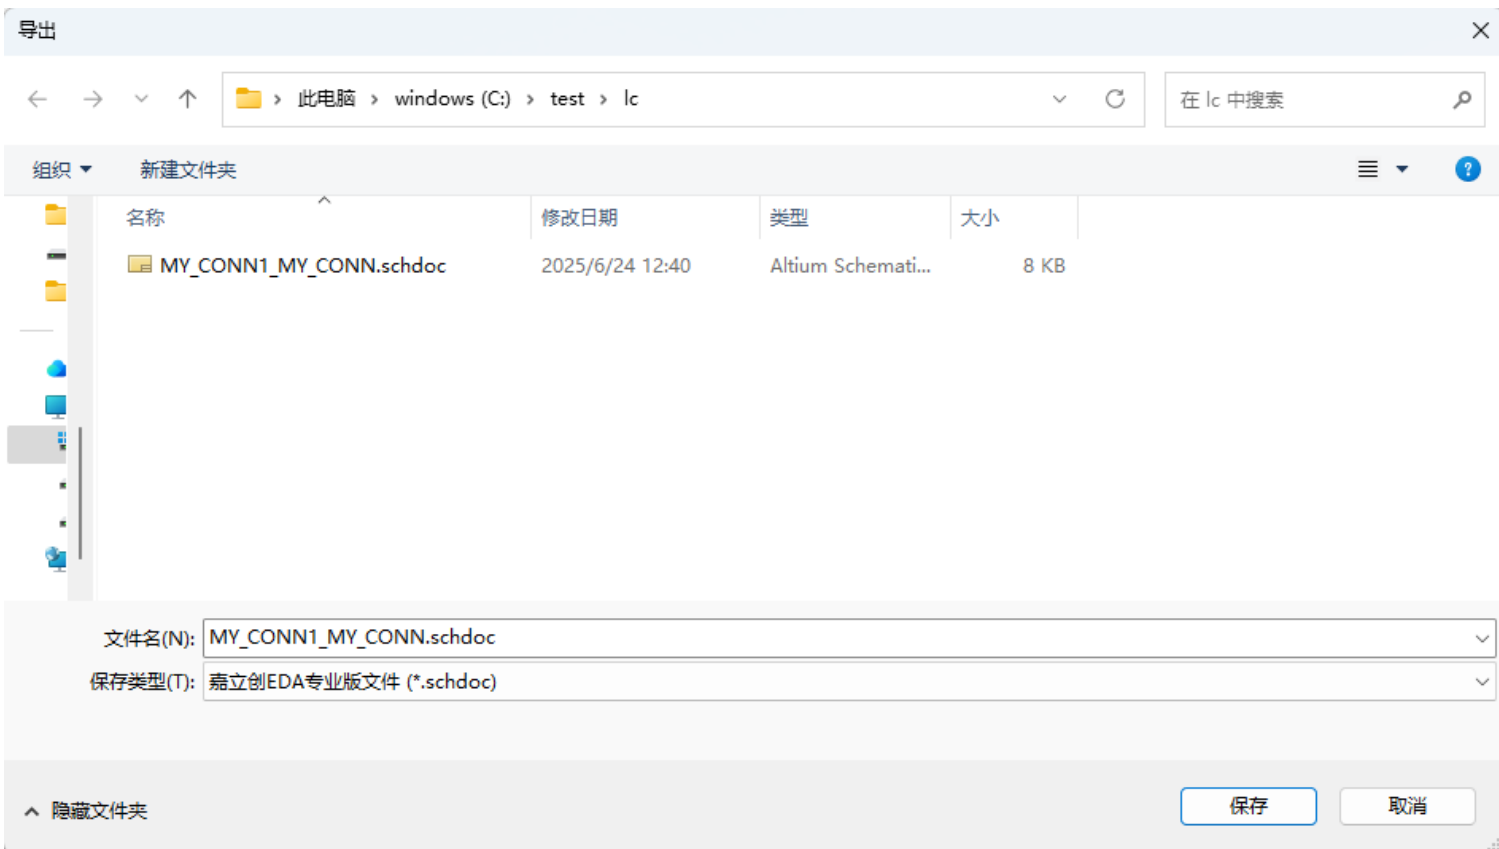 导出
此电脑 windows (C:) test lc
在 lc 中搜索
组织 新建文件夹
名称 修改日期 类型 大小
MY_CONN1_MY_CONN.schdoc 2025/6/24 12:40 Altium Schemati... 8 KB
文件名(N): MY_CONN1_MY_CONN.schdoc
保存类型(T): 嘉立创EDA专业版文件 (*.schdoc)
隐藏文件夹 保存 取消